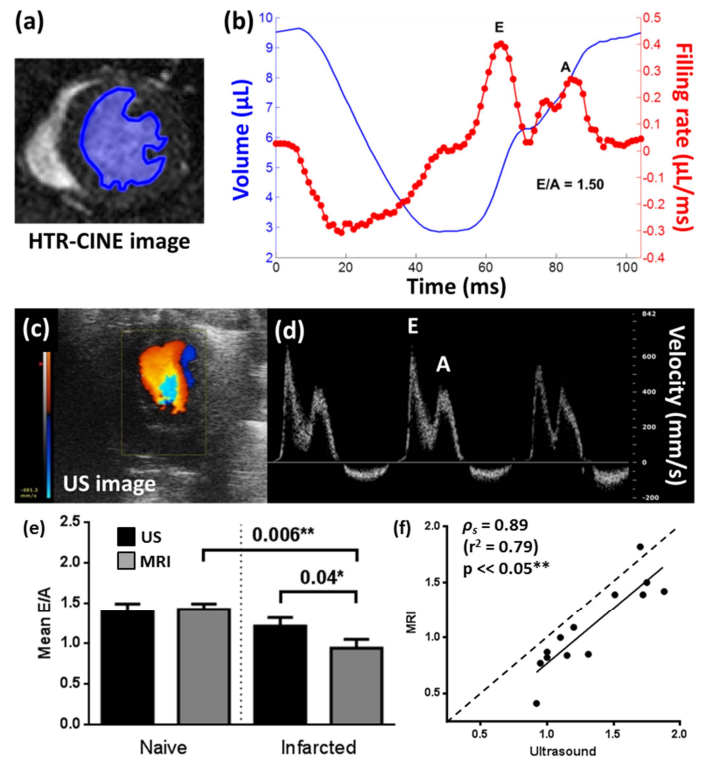 (a)
HTR-CINE image
(b)
10
9
8
7
6
5
4
3
2
Volume (μL)
0
20
40
60
80
100
Time (ms)
0.5
0.4
0.3
0.2
0.1
0
-0.1
-0.2
-0.3
-0.4
Filling rate (μL/ms)
E
A
E/A = 1.50
(c)
US image
mm/s
(d)
E
A
842
600
400
200
0
-200
Velocity (mm/s)
(e)
2.5
2.0
1.5
1.0
0.5
0.0
Mean E/A
US
MRI
0.006**
0.04*
Naive
Infarcted
(f)
ρs = 0.89
(r² = 0.79)
p << 0.05**
2.0
1.5
1.0
0.5
MRI
0.5
1.0
1.5
2.0
Ultrasound